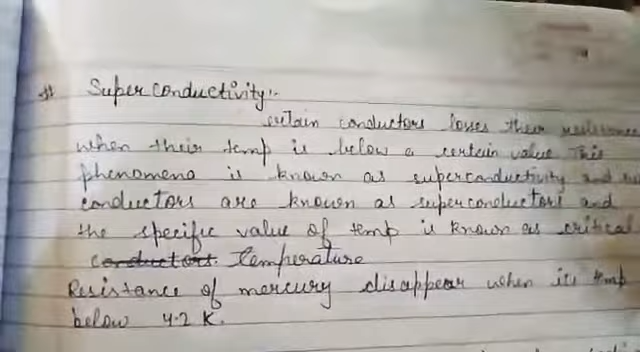 # Superconductivity:-
certain conductors losses their resistance
when their temp is below a certain value This
phenomena is known as superconductivity and
conductors are known as superconductors and
the specific value of temp is known as critical
conductors. Temperature
Resistance of mercury disappear when its temp
below 4.2 K.